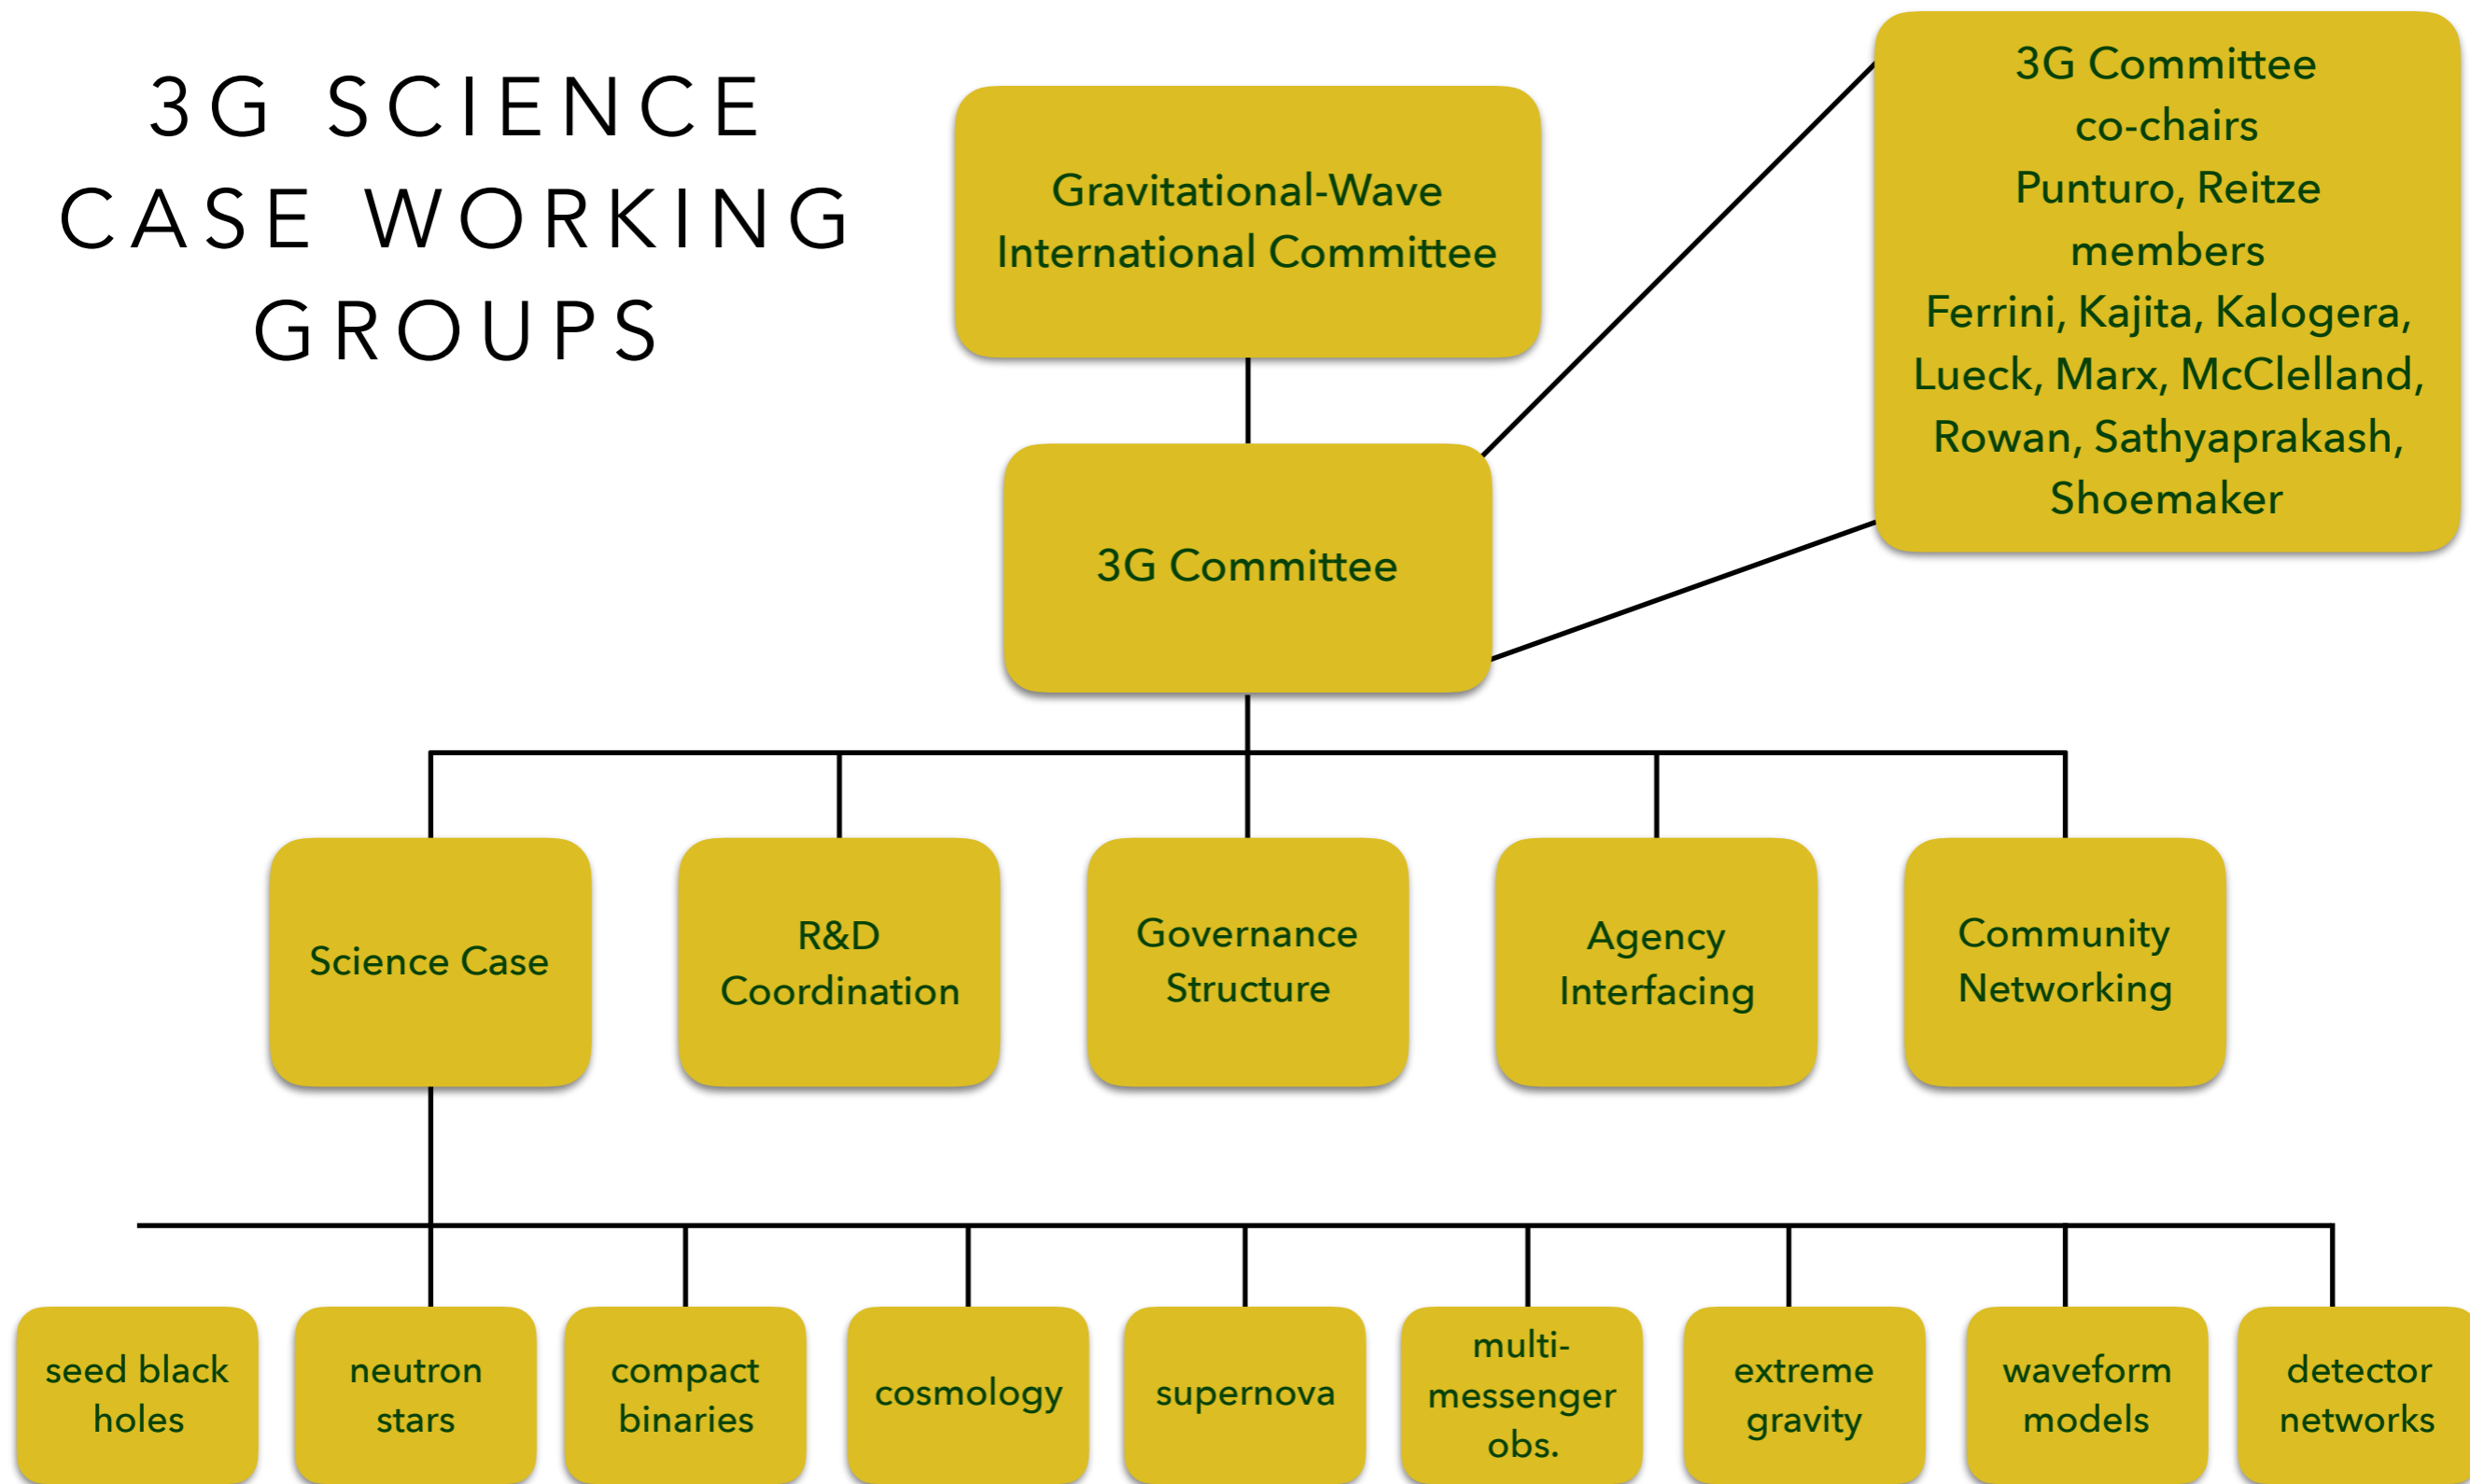 3G SCIENCE
CASE WORKING
GROUPS
Gravitational-Wave
International Committee
3G Committee
co-chairs
Punturo, Reitze
members
Ferrini, Kajita, Kalogera,
Lueck, Marx, McClelland,
Rowan, Sathyaprakash,
Shoemaker
3G Committee
Science Case
R&D
Coordination
Governance
Structure
Agency
Interfacing
Community
Networking
seed black
holes
neutron
stars
compact
binaries
cosmology
supernova
multi-
messenger
obs.
extreme
gravity
waveform
models
detector
networks